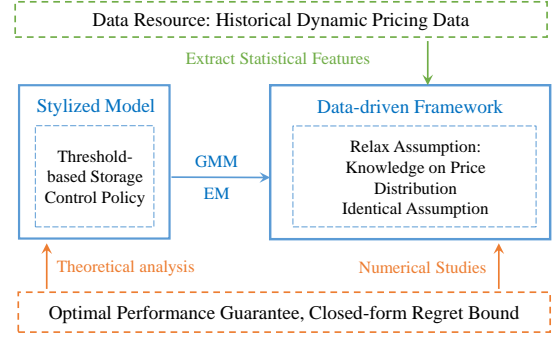 Data Resource: Historical Dynamic Pricing Data
Extract Statistical Features
Stylized Model
Threshold-
based Storage
Control Policy
GMM
EM
Data-driven Framework
Relax Assumption:
Knowledge on Price
Distribution
Identical Assumption
Theoretical analysis
Numerical Studies
Optimal Performance Guarantee, Closed-form Regret Bound